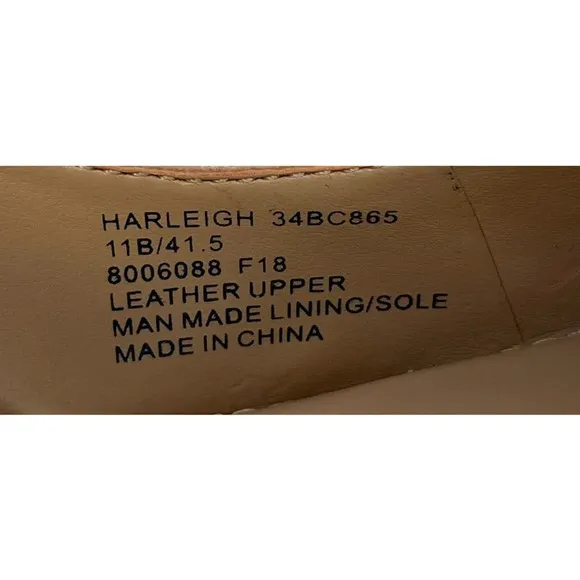 HARLEIGH 34BC865
11B/41.5
8006088 F18
LEATHER UPPER
MAN MADE LINING/SOLE
MADE IN CHINA